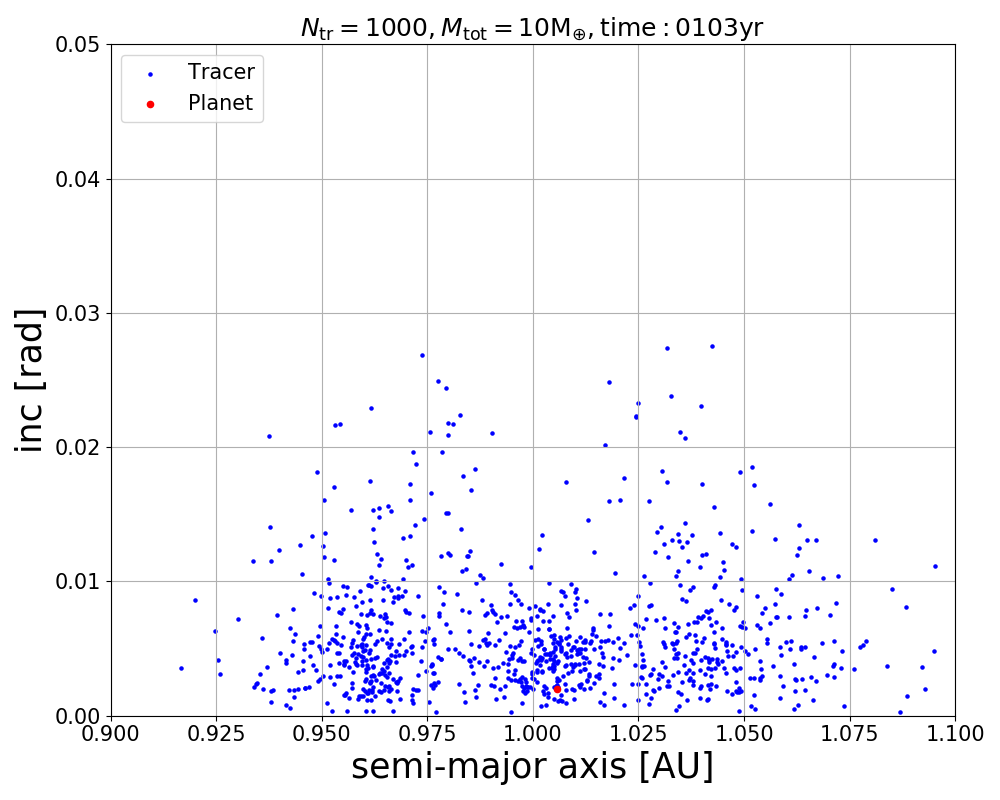 N_tr = 1000, M_tot = 10M_⊕, time : 0103yr
0.05
Tracer
Planet
0.04
0.03
0.02
0.01
0.00
inc [rad]
0.900 0.925 0.950 0.975 1.000 1.025 1.050 1.075 1.100
semi-major axis [AU]